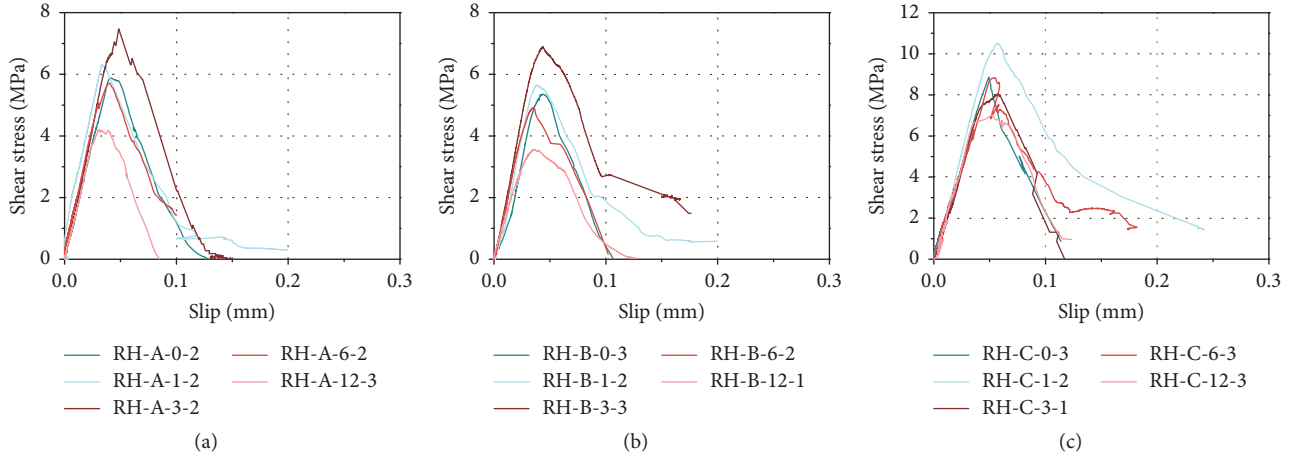 8
6
4
2
0
Shear stress (MPa)
0.0 0.1 0.2 0.3
Slip (mm)
RH-A-0-2 RH-A-6-2
RH-A-1-2 RH-A-12-3
RH-A-3-2
(a)
8
6
4
2
0
Shear stress (MPa)
0.0 0.1 0.2 0.3
Slip (mm)
RH-B-0-3 RH-B-6-2
RH-B-1-2 RH-B-12-1
RH-B-3-3
(b)
12
10
8
6
4
2
0
Shear stress (MPa)
0.0 0.1 0.2 0.3
Slip (mm)
RH-C-0-3 RH-C-6-3
RH-C-1-2 RH-C-12-3
RH-C-3-1
(c)